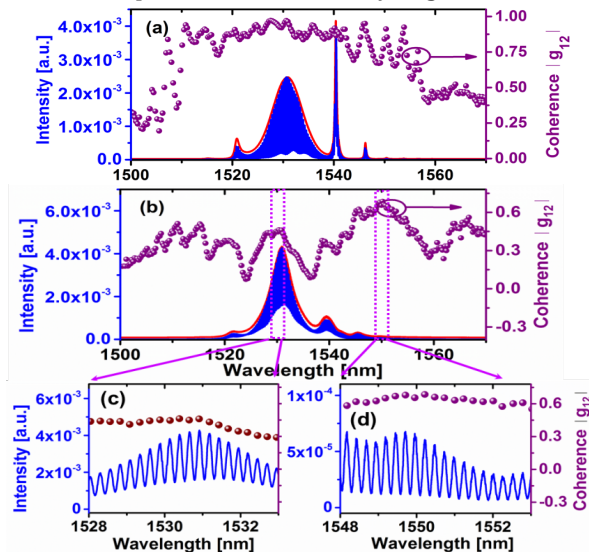 (a)
Intensity [a.u.]
4.0x10⁻³
3.0x10⁻³
2.0x10⁻³
1.0x10⁻³
0.0
1.00
0.75
0.50
0.25
0.00
Coherence |g₁₂|
1500 1520 1540 1560
(b)
Intensity [a.u.]
6.0x10⁻³
4.0x10⁻³
2.0x10⁻³
0.0
0.6
0.3
0.0
-0.3
Coherence |g₁₂|
1500 1520 1540 1560
Wavelength [nm]
(c)
Intensity [a.u.]
6x10⁻³
4x10⁻³
2x10⁻³
0
1528 1530 1532
Wavelength [nm]
(d)
1x10⁻⁴
5x10⁻⁵
0
0.6
0.3
0.0
-0.3
Coherence |g₁₂|
1548 1550 1552
Wavelength [nm]